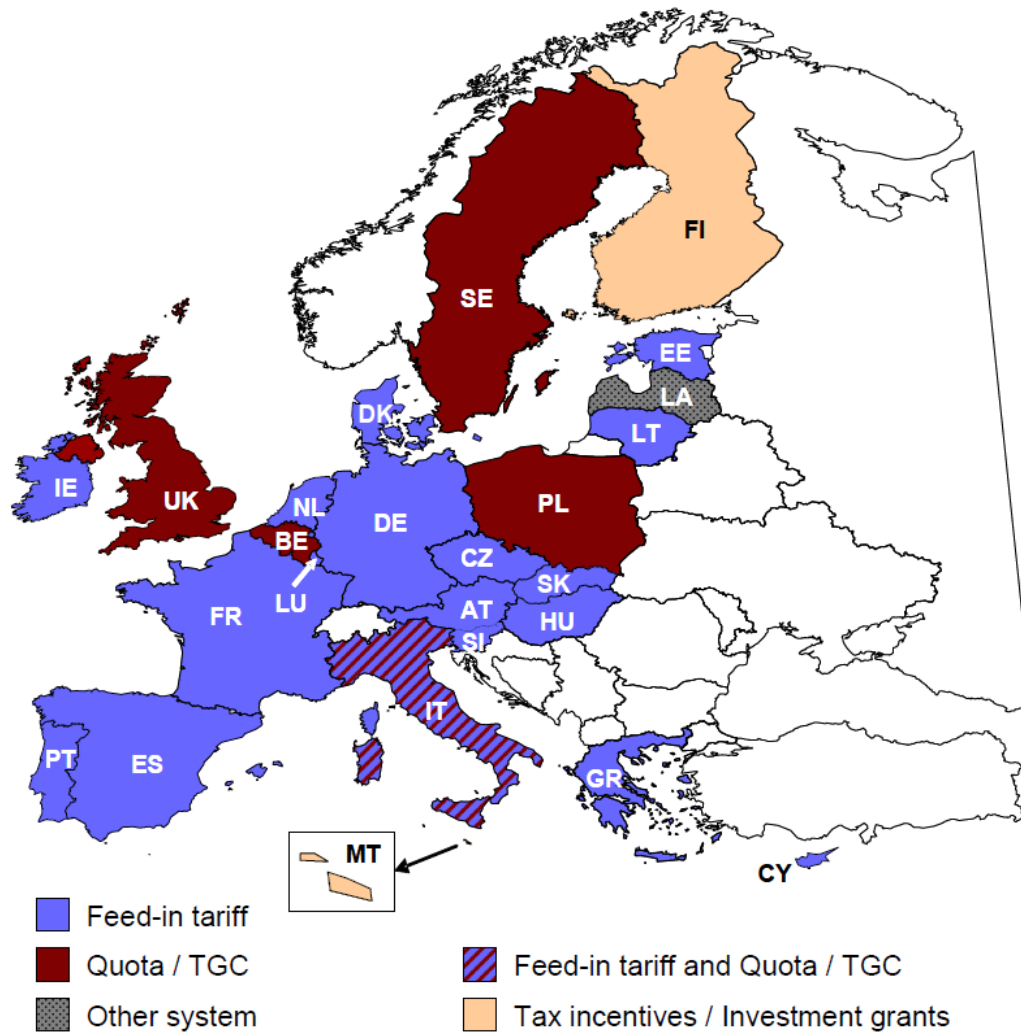 FI
SE
EE
LA
DK
LT
IE
UK
NL
DE
PL
BE
CZ
SK
LU
FR
AT
HU
SI
IT
PT
ES
GR
MT
CY
Feed-in tariff
Quota / TGC
Feed-in tariff and Quota / TGC
Other system
Tax incentives / Investment grants